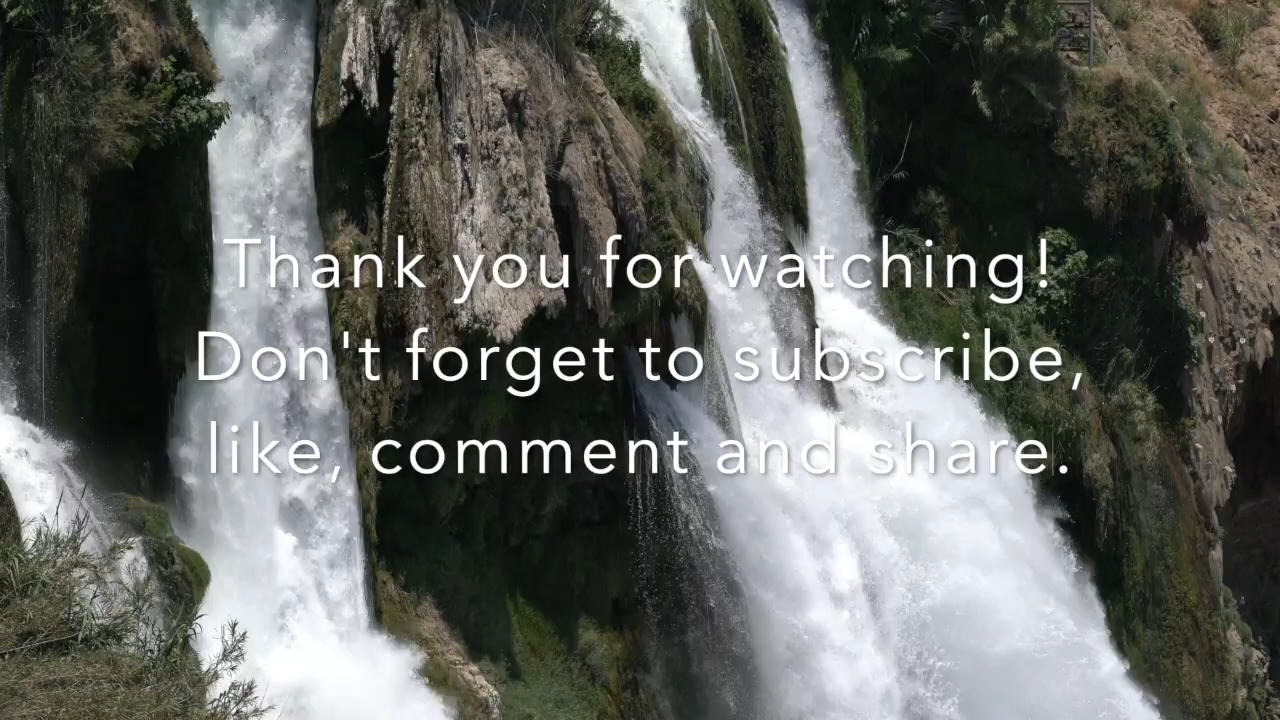 Thank you for watching!
Don't forget to subscribe,
like, comment and share.